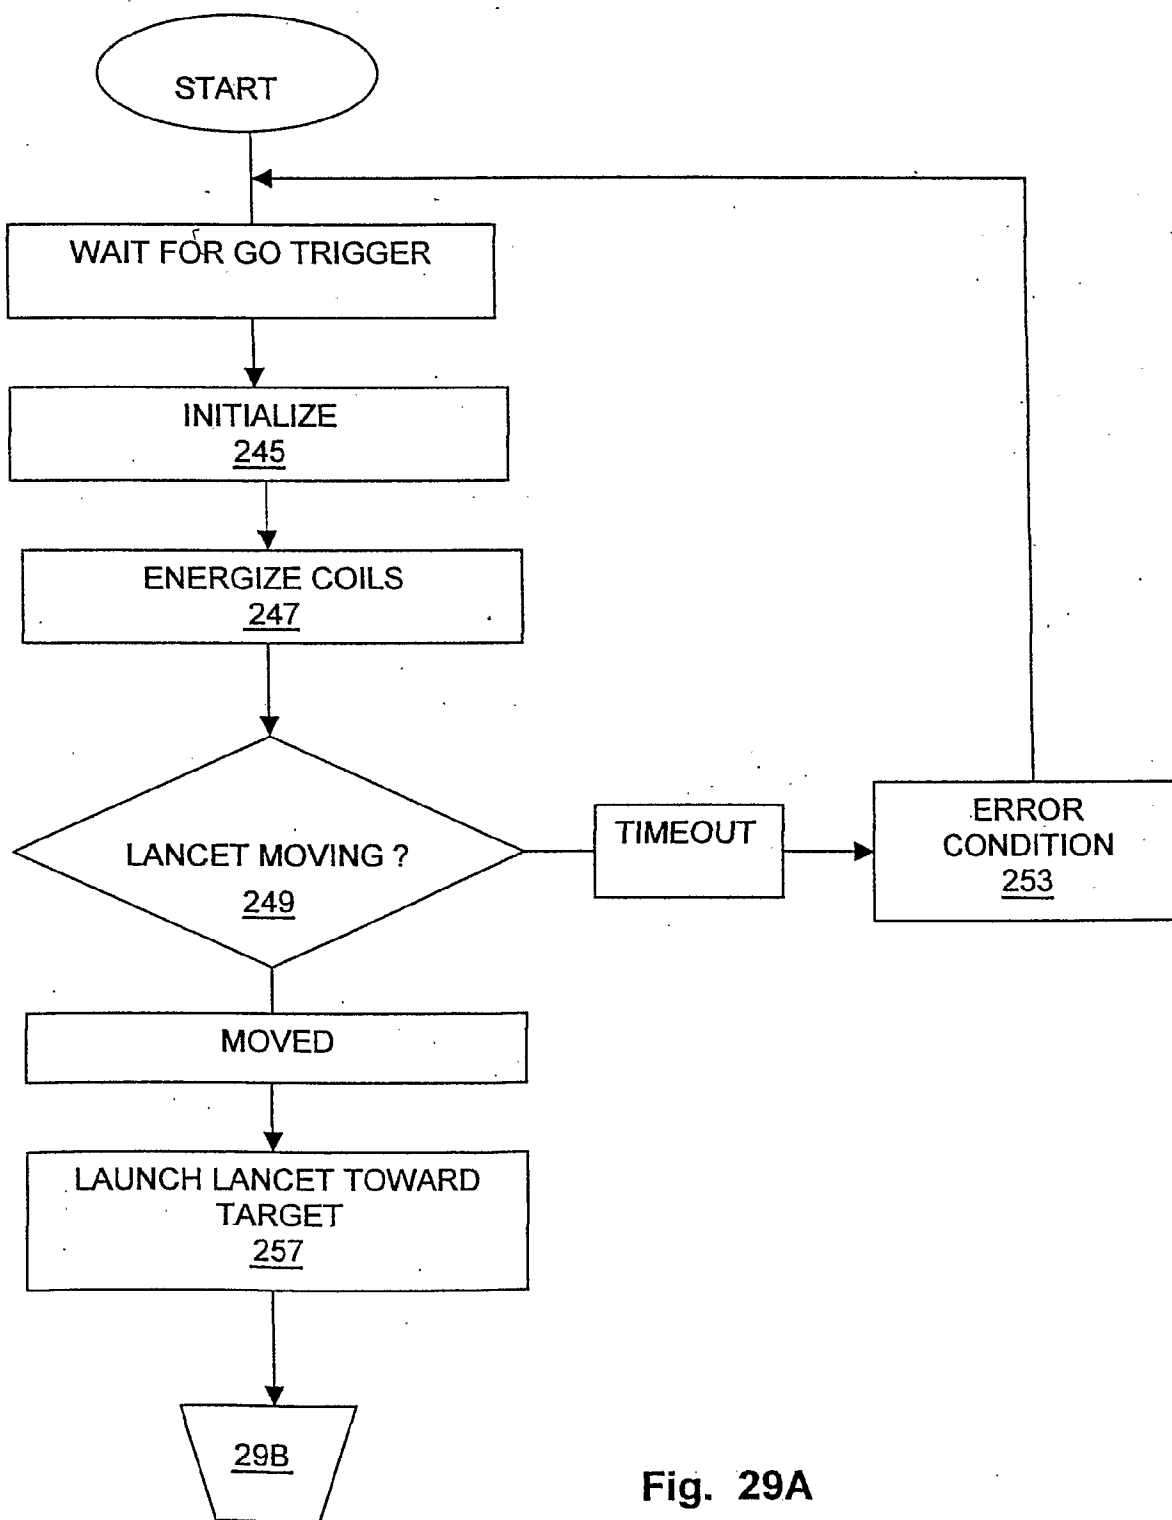 START
WAIT FOR GO TRIGGER
INITIALIZE
245
ENERGIZE COILS
247
LANCET MOVING ?
249
TIMEOUT
ERROR
CONDITION
253
MOVED
LAUNCH LANCET TOWARD
TARGET
257
29B
Fig. 29A